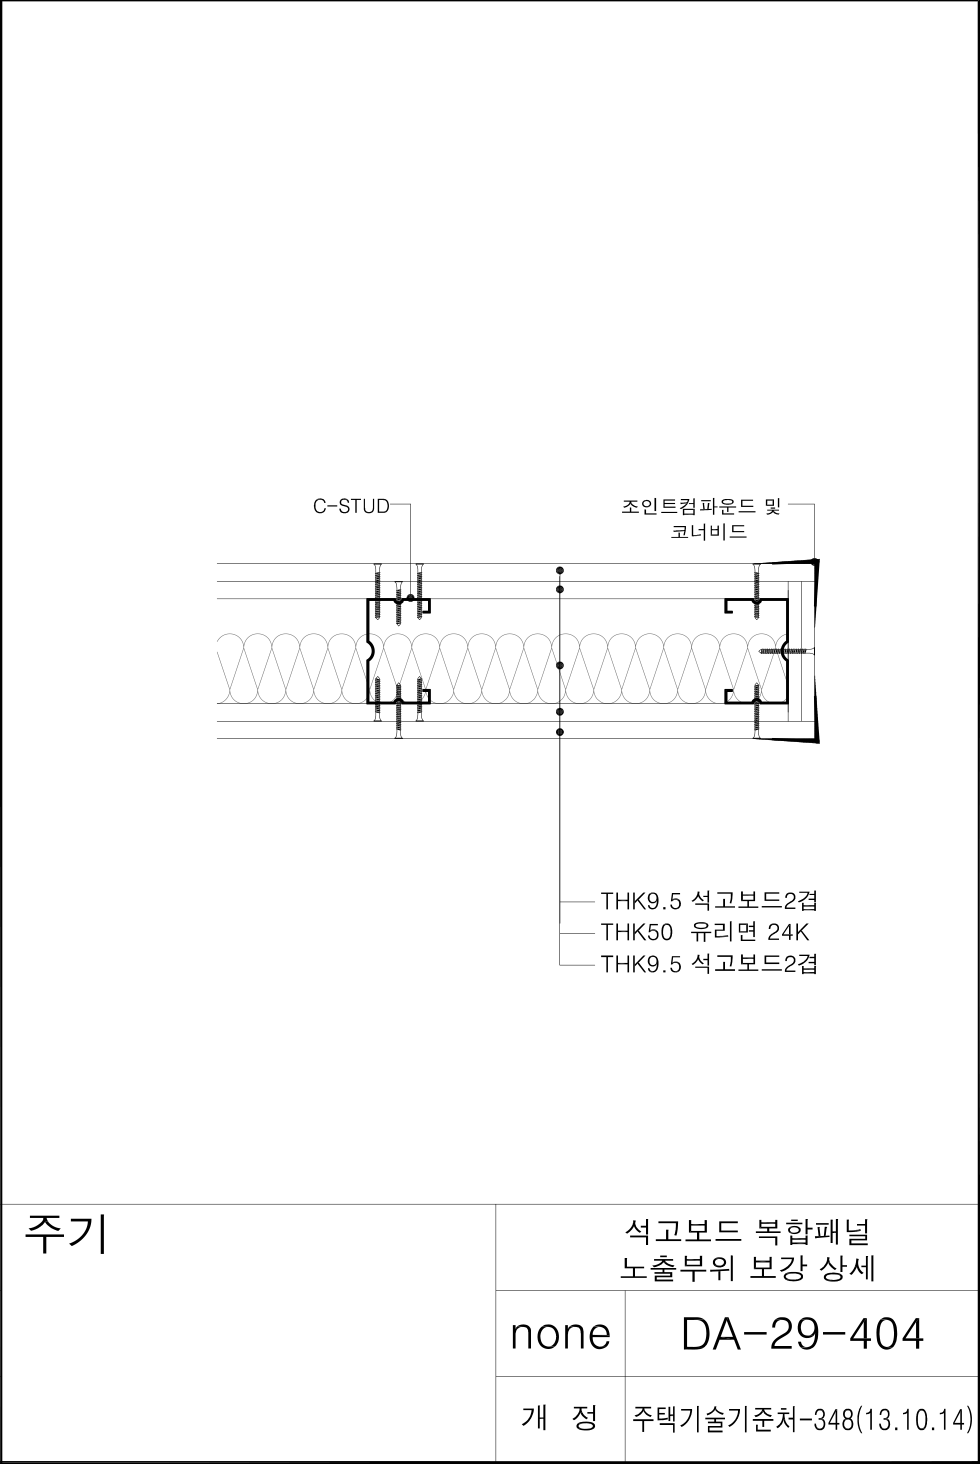 C-STUD
조인트컴파운드 및
코너비드
THK9.5 석고보드2겹
THK50 유리면 24K
THK9.5 석고보드2겹
주기
석고보드 복합패널
노출부위 보강 상세
none
DA-29-404
개 정
주택기술기준처-348(13.10.14)